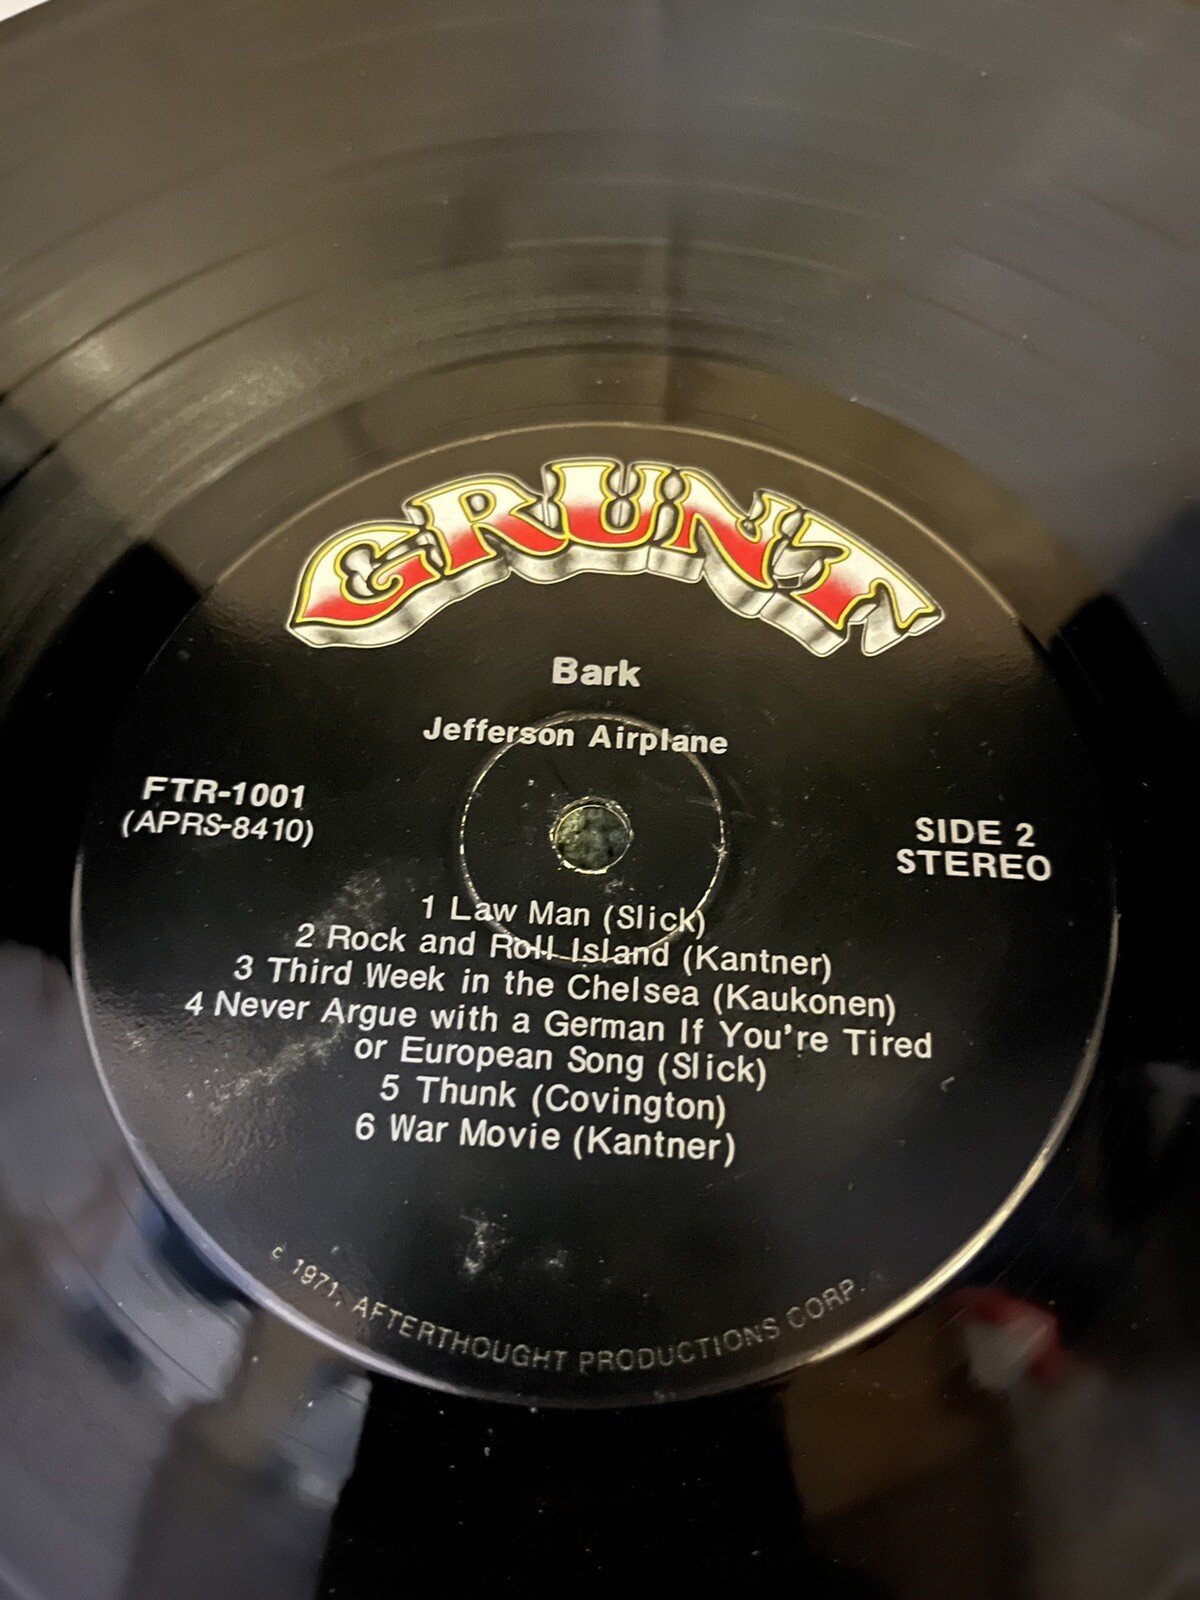 GRUNT
Bark
Jefferson Airplane
FTR-1001
(APRS-8410)
SIDE 2
STEREO
1 Law Man (Slick)
2 Rock and Roll Island (Kantner)
3 Third Week in the Chelsea (Kaukonen)
4 Never Argue with a German If You're Tired
or European Song (Slick)
5 Thunk (Covington)
6 War Movie (Kantner)
c 1971, AFTERTHOUGHT PRODUCTIONS CORP.